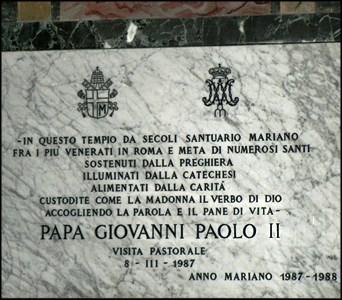 -IN QUESTO TEMPIO DA SECOLI SANTUARIO MARIANO
FRA I PIÙ VENERATI IN ROMA E META DI NUMEROSI SANTI
SOSTENUTI DALLA PREGHIERA
ILLUMINATI DALLA CATECHESI
ALIMENTATI DALLA CARITÀ
CUSTODITE COME LA MADONNA IL VERBO DI DIO
ACCOGLIENDO LA PAROLA E IL PANE DI VITA-
PAPA GIOVANNI PAOLO II
VISITA PASTORALE
8 - III - 1987
ANNO MARIANO 1987-1988